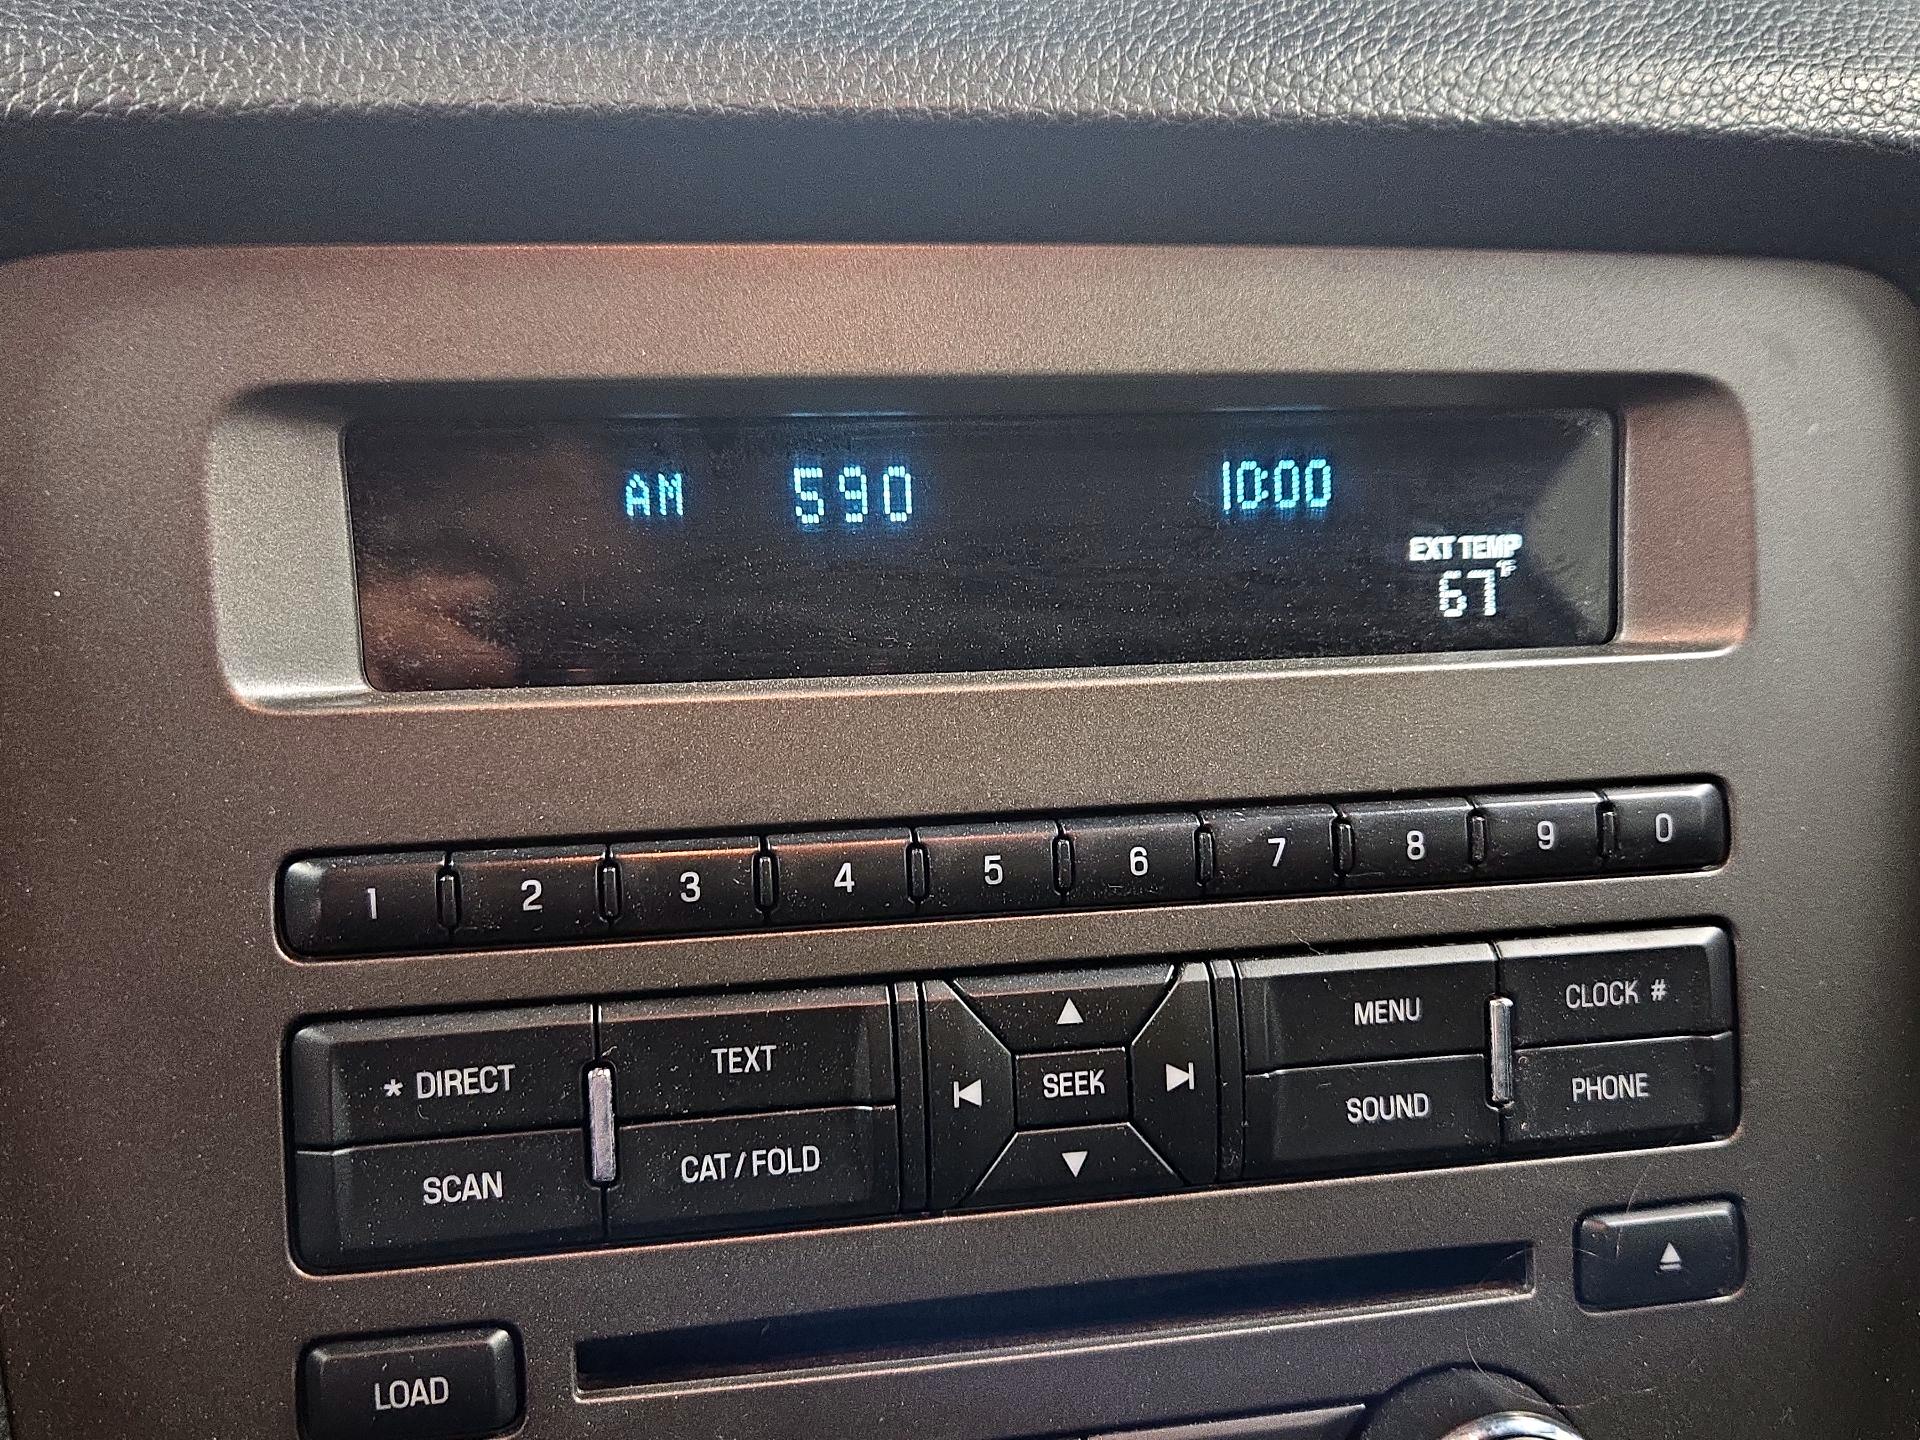 AM 590 10:00
EXT TEMP
67°F
1 2 3 4 5 6 7 8 9 0
* DIRECT TEXT SEEK MENU CLOCK #
SCAN CAT/FOLD SOUND PHONE
LOAD